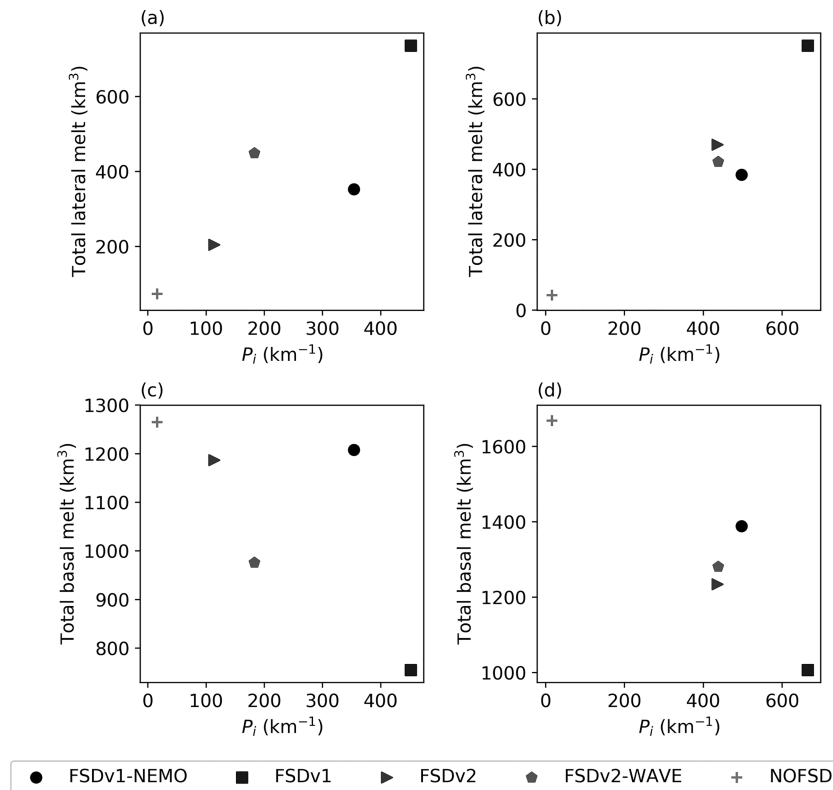 (a)
Total lateral melt (km³)
600
400
200
0 100 200 300 400
Pᵢ (km⁻¹)
(b)
Total lateral melt (km³)
600
400
200
0
0 200 400 600
Pᵢ (km⁻¹)
(c)
Total basal melt (km³)
1300
1200
1100
1000
900
800
0 100 200 300 400
Pᵢ (km⁻¹)
(d)
Total basal melt (km³)
1600
1400
1200
1000
0 200 400 600
Pᵢ (km⁻¹)
FSDv1-NEMO FSDv1 FSDv2 FSDv2-WAVE NOFSD